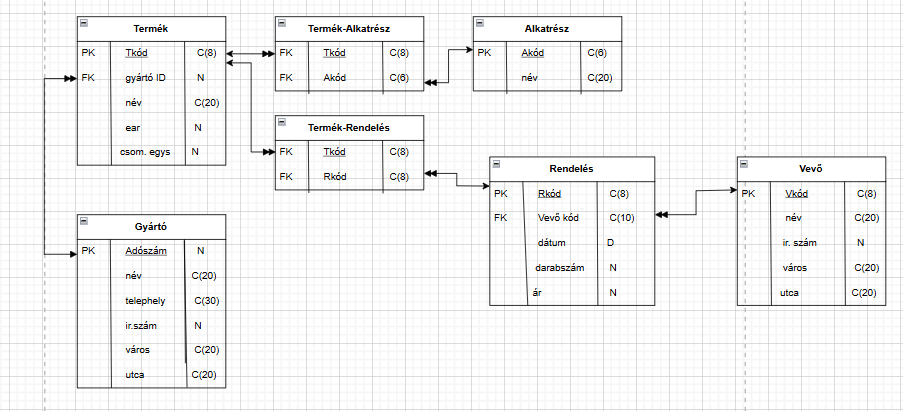 Termék
PK Tkód C(8)
FK gyártó ID N
név C(20)
ear N
csom. egys N
Termék-Alkatrész
FK Tkód C(8)
FK Akód C(6)
Alkatrész
PK Akód C(6)
név C(20)
Termék-Rendelés
FK Tkód C(8)
FK Rkód C(8)
Rendelés
PK Rkód C(8)
FK Vevő kód C(10)
dátum D
darabszám N
ár N
Vevő
PK Vkód C(8)
név C(20)
ir. szám N
város C(20)
utca C(20)
Gyártó
PK Adószám N
név C(20)
telephely C(30)
ir.szám N
város C(20)
utca C(20)